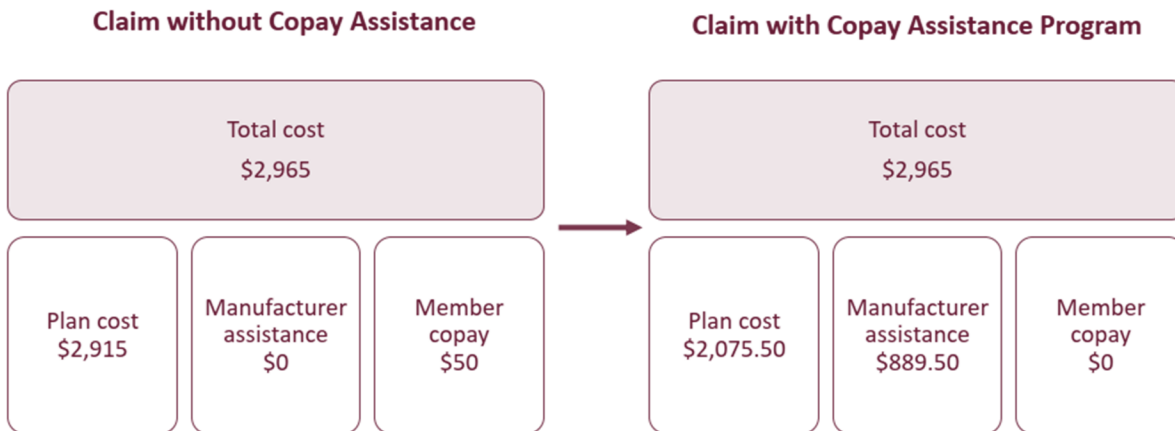 Claim without Copay Assistance
Total cost
$2,965
Plan cost
$2,915
Manufacturer
assistance
$0
Member
copay
$50
Claim with Copay Assistance Program
Total cost
$2,965
Plan cost
$2,075.50
Manufacturer
assistance
$889.50
Member
copay
$0